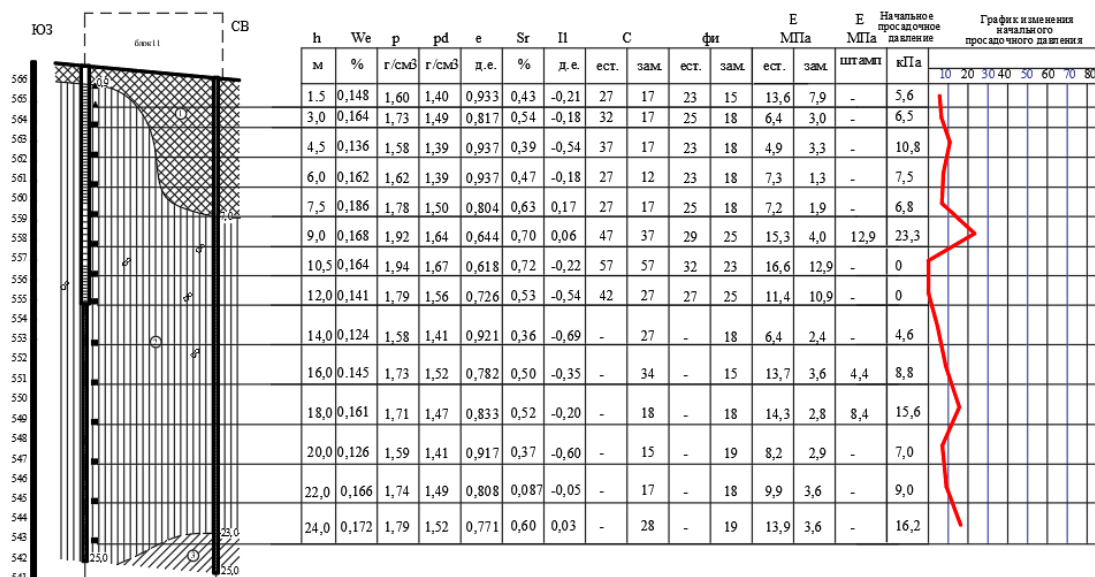 ЮЗ
блок11
СВ
h We p pd e Sr I1 C фи E МПа E МПа Начальное просадочное давление График изменения начального просадочного давления
м % г/см3 г/см3 д.е. % д.е. ест. зам. ест. зам. ест. зам. штамп кПа 10 20 30 40 50 60 70 80
1.5 0,148 1,60 1,40 0,933 0,43 -0,21 27 17 23 15 13,6 7,9 - 5,6
3,0 0,164 1,73 1,49 0,817 0,54 -0,18 32 17 25 18 6,4 3,0 - 6,5
4,5 0,136 1,58 1,39 0,937 0,39 -0,54 37 17 23 18 4,9 3,3 - 10,8
6,0 0,162 1,62 1,39 0,937 0,47 -0,18 27 12 23 18 7,3 1,3 - 7,5
7,5 0,186 1,78 1,50 0,804 0,63 0,17 27 17 25 18 7,2 1,9 - 6,8
9,0 0,168 1,92 1,64 0,644 0,70 0,06 47 37 29 25 15,3 4,0 12,9 23,3
10,5 0,164 1,94 1,67 0,618 0,72 -0,22 57 57 32 23 16,6 12,9 - 0
12,0 0,141 1,79 1,56 0,726 0,53 -0,54 42 27 27 25 11,4 10,9 - 0
14,0 0,124 1,58 1,41 0,921 0,36 -0,69 - 27 - 18 6,4 2,4 - 4,6
16,0 0.145 1,73 1,52 0,782 0,50 -0,35 - 34 - 15 13,7 3,6 4,4 8,8
18,0 0,161 1,71 1,47 0,833 0,52 -0,20 - 18 - 18 14,3 2,8 8,4 15,6
20,0 0,126 1,59 1,41 0,917 0,37 -0,60 - 15 - 19 8,2 2,9 - 7,0
22,0 0,166 1,74 1,49 0,808 0,087 -0,05 - 17 - 18 9,9 3,6 - 9,0
24,0 0,172 1,79 1,52 0,771 0,60 0,03 - 28 - 19 13,9 3,6 - 16,2
566
565
564
563
562
561
560
559
558
557
556
555
554
553
552
551
550
549
548
547
546
545
544
543
542
541
0,9
1
7,0
2
23,0
3
25,0
25,0